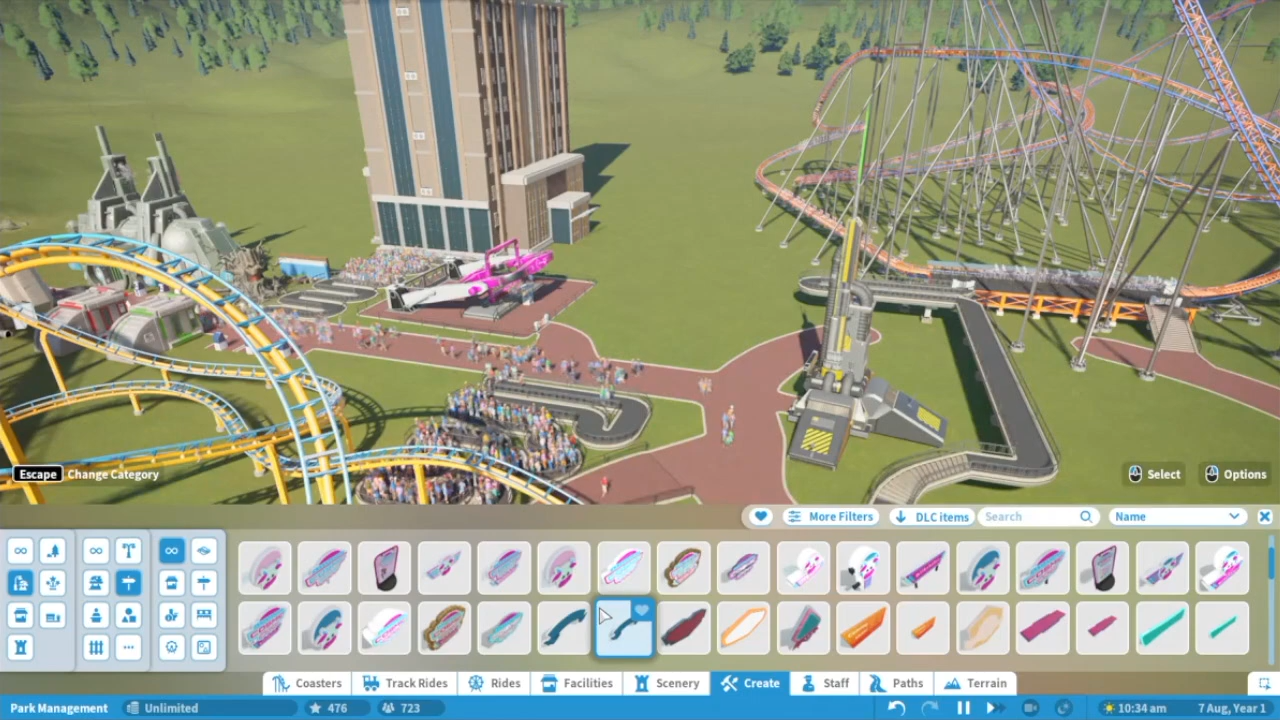 Escape Change Category
Select Options
More Filters DLC items Search Name
Coasters Track Rides Rides Facilities Scenery Create Staff Paths Terrain
Park Management Unlimited 476 723 10:34 am 7 Aug, Year 1